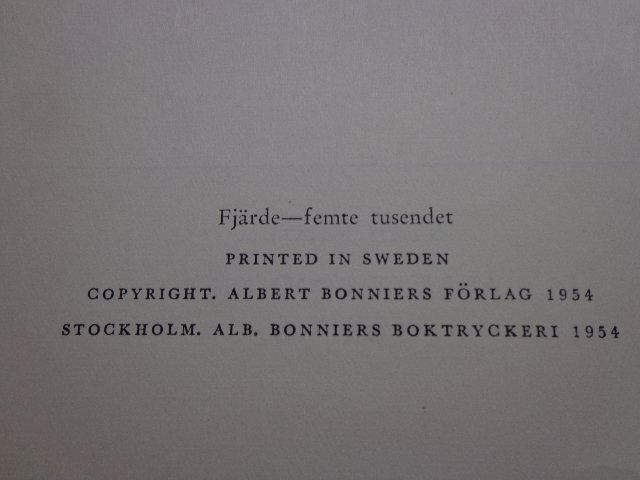 Fjärde—femte tusendet
PRINTED IN SWEDEN
COPYRIGHT. ALBERT BONNIERS FÖRLAG 1954
STOCKHOLM. ALB. BONNIERS BOKTRYCKERI 1954